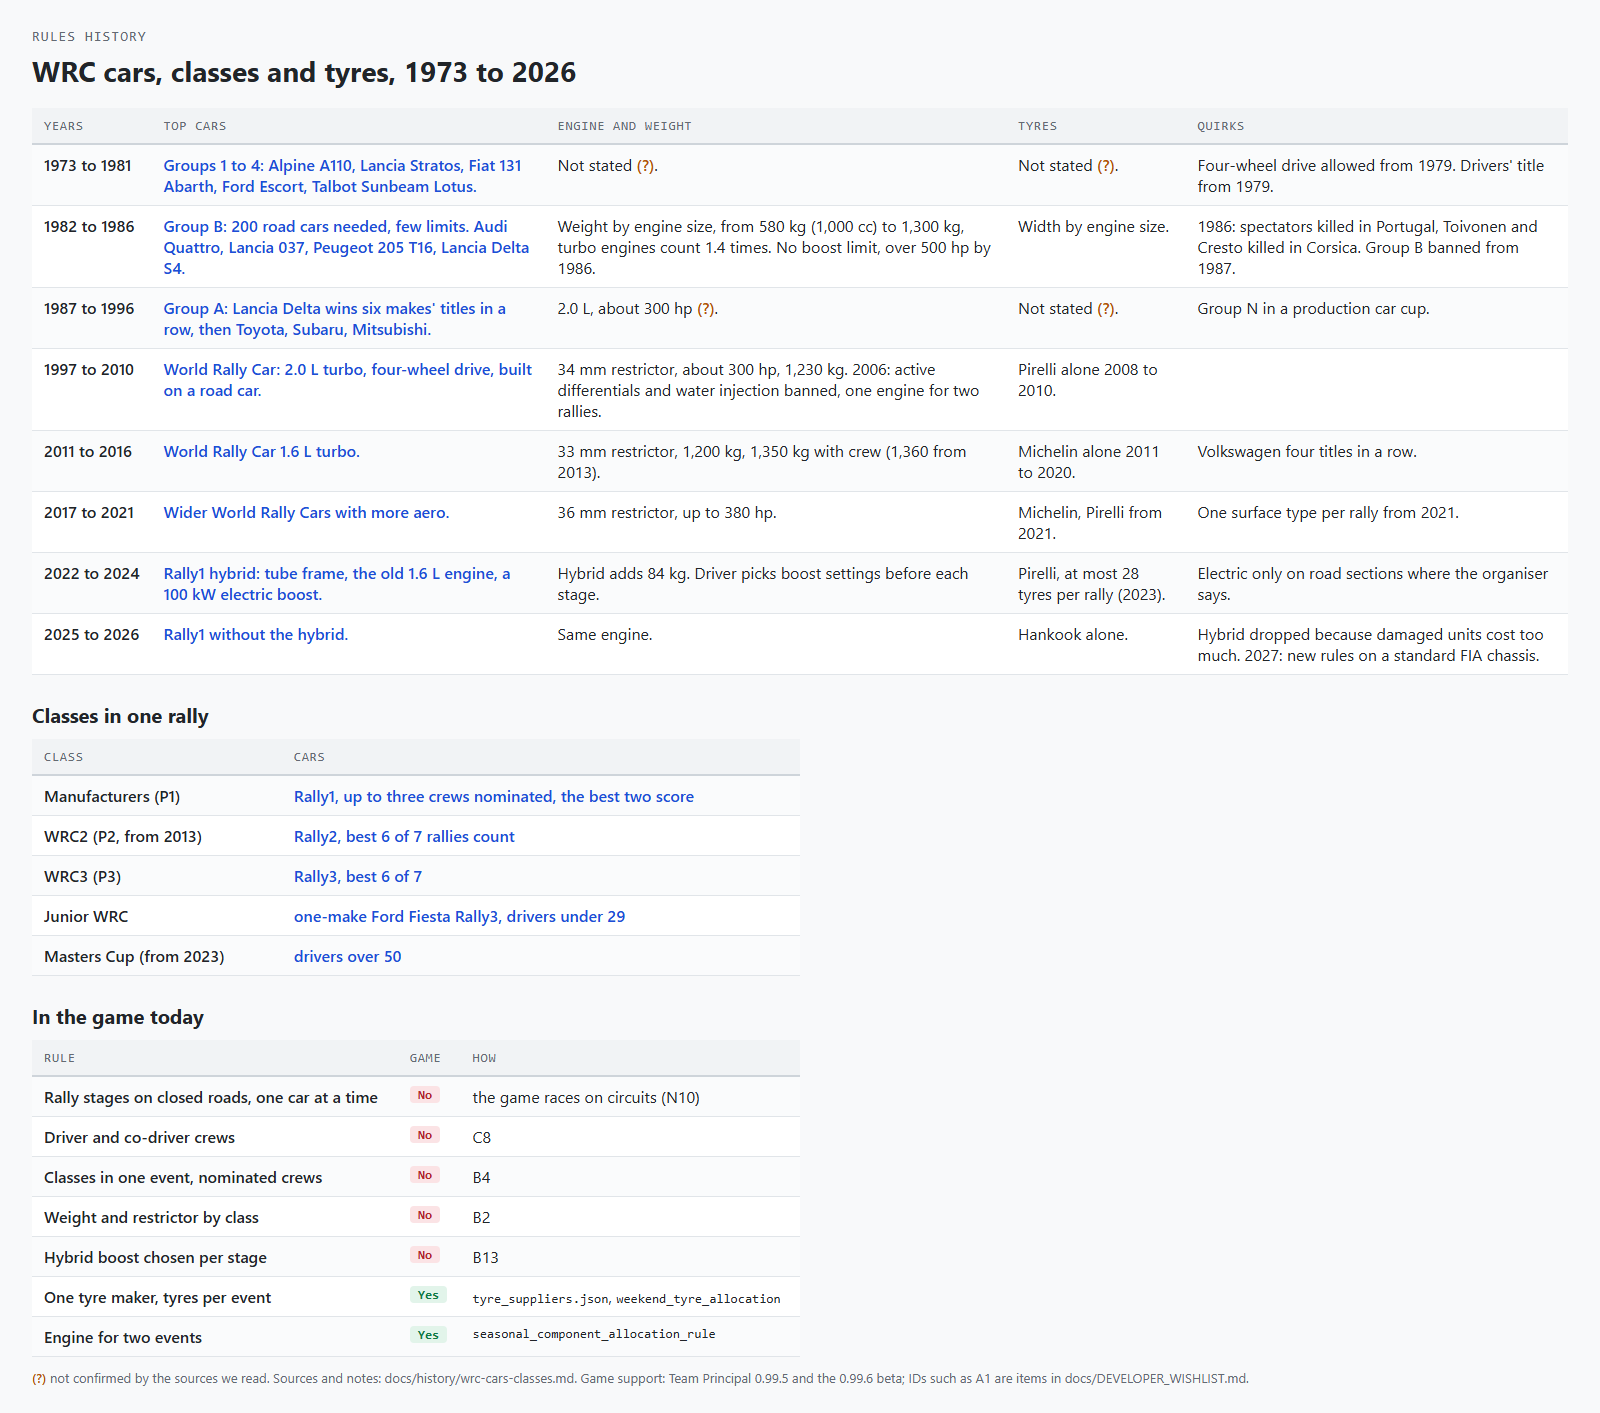 RULES HISTORY
WRC cars, classes and tyres, 1973 to 2026
YEARS TOP CARS ENGINE AND WEIGHT TYRES QUIRKS
1973 to 1981 Groups 1 to 4: Alpine A110, Lancia Stratos, Fiat 131 Not stated (?). Not stated (?). Four-wheel drive allowed from 1979. Drivers' title
Abarth, Ford Escort, Talbot Sunbeam Lotus. from 1979.
1982 to 1986 Group B: 200 road cars needed, few limits. Audi Weight by engine size, from 580 kg (1,000 cc) to 1,300 kg, Width by engine size. 1986: spectators killed in Portugal, Toivonen and
Quattro, Lancia 037, Peugeot 205 T16, Lancia Delta turbo engines count 1.4 times. No boost limit, over 500 hp by Cresto killed in Corsica. Group B banned from
S4. 1986. 1987.
1987 to 1996 Group A: Lancia Delta wins six makes' titles in a 2.0 L, about 300 hp (?). Not stated (?). Group N in a production car cup.
row, then Toyota, Subaru, Mitsubishi.
1997 to 2010 World Rally Car: 2.0 L turbo, four-wheel drive, built 34 mm restrictor, about 300 hp, 1,230 kg. 2006: active Pirelli alone 2008 to
on a road car. differentials and water injection banned, one engine for two 2010.
rallies.
2011 to 2016 World Rally Car 1.6 L turbo. 33 mm restrictor, 1,200 kg, 1,350 kg with crew (1,360 from Michelin alone 2011 Volkswagen four titles in a row.
2013). to 2020.
2017 to 2021 Wider World Rally Cars with more aero. 36 mm restrictor, up to 380 hp. Michelin, Pirelli from One surface type per rally from 2021.
2021.
2022 to 2024 Rally1 hybrid: tube frame, the old 1.6 L engine, a Hybrid adds 84 kg. Driver picks boost settings before each Pirelli, at most 28 Electric only on road sections where the organiser
100 kW electric boost. stage. tyres per rally (2023). says.
2025 to 2026 Rally1 without the hybrid. Same engine. Hankook alone. Hybrid dropped because damaged units cost too
much. 2027: new rules on a standard FIA chassis.
Classes in one rally
CLASS CARS
Manufacturers (P1) Rally1, up to three crews nominated, the best two score
WRC2 (P2, from 2013) Rally2, best 6 of 7 rallies count
WRC3 (P3) Rally3, best 6 of 7
Junior WRC one-make Ford Fiesta Rally3, drivers under 29
Masters Cup (from 2023) drivers over 50
In the game today
RULE GAME HOW
Rally stages on closed roads, one car at a time No the game races on circuits (N10)
Driver and co-driver crews No C8
Classes in one event, nominated crews No B4
Weight and restrictor by class No B2
Hybrid boost chosen per stage No B13
One tyre maker, tyres per event Yes tyre_suppliers.json, weekend_tyre_allocation
Engine for two events Yes seasonal_component_allocation_rule
(?) not confirmed by the sources we read. Sources and notes: docs/history/wrc-cars-classes.md. Game support: Team Principal 0.99.5 and the 0.99.6 beta; IDs such as A1 are items in docs/DEVELOPER_WISHLIST.md.